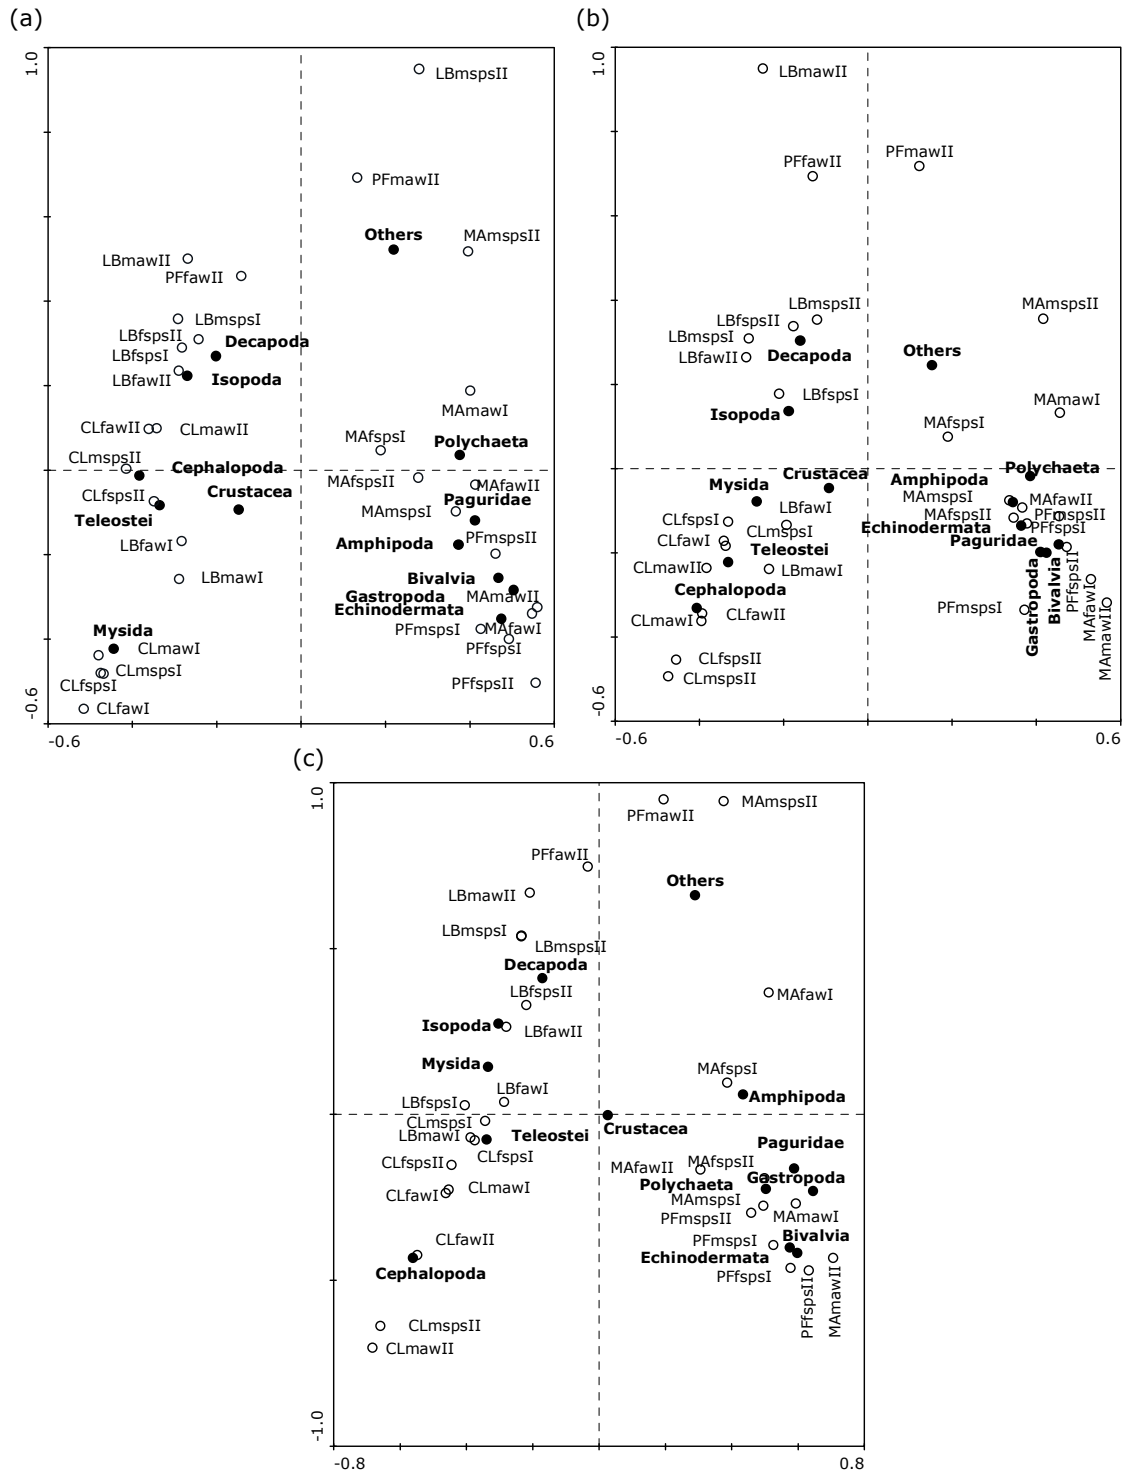 (a)
1.0
LBmspsII
PFmawII
Others
MAmspsII
LBmawII
PFfawII
LBmspsI
LBfspsII
Decapoda
LBfspsI
LBfawII
Isopoda
MAmawI
CLfawII
CLmawII
MAfspsI
Polychaeta
CLmspsII
Cephalopoda
MAfspsII
MAfawII
CLfspsII
Crustacea
Paguridae
Teleostei
MAmspsI
LBfawI
Amphipoda
PFmspsII
LBmawI
Bivalvia
Gastropoda
MAmawII
Echinodermata
Mysida
PFmspsI
MAfawI
CLmawI
PFfspsI
CLmspsI
CLfspsI
PFfspsII
CLfawI
-0.6
-0.6
0.6
(b)
1.0
LBmawII
PFfawII
PFmawII
LBmspsII
MAmspsII
LBfspsII
LBmspsI
Decapoda
Others
LBfawII
LBfspsI
MAmawI
Isopoda
MAfspsI
Crustacea
Polychaeta
Mysida
Amphipoda
MAmspsI
MAfawII
LBfawI
MAfspsII
PFmspsII
CLfspsI
CLmspsI
Echinodermata
PFfspsI
CLfawI
Teleostei
Paguridae
CLmawII
LBmawI
Cephalopoda
PFmspsI
CLmawI
CLfawII
Gastropoda
Bivalvia
PFfspsII
MAfawI
MAmawII
CLfspsII
CLmspsII
-0.6
-0.6
0.6
(c)
1.0
PFmawII
MAmspsII
PFfawII
Others
LBmawII
LBmspsI
LBmspsII
Decapoda
LBfspsII
MAfawI
Isopoda
LBfawII
Mysida
MAfspsI
LBfawI
Amphipoda
LBfspsI
CLmspsI
Crustacea
LBmawI
Teleostei
Paguridae
CLfspsII
CLfspsI
MAfawII
MAfspsII
CLfawI
CLmawI
Polychaeta
Gastropoda
MAmspsI
PFmspsII
MAmawI
CLfawII
PFmspsI
Bivalvia
Cephalopoda
Echinodermata
PFfspsI
PFfspsII
MAmawII
CLmspsII
CLmawII
-1.0
-0.8
0.8